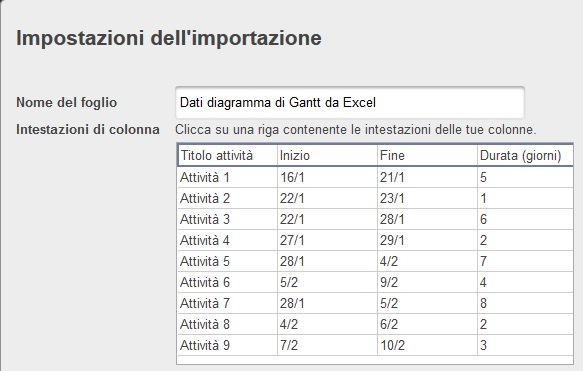 Impostazioni dell'importazione
Nome del foglio Dati diagramma di Gantt da Excel
Intestazioni di colonna Clicca su una riga contenente le intestazioni delle tue colonne.
Titolo attività Inizio Fine Durata (giorni)
Attività 1 16/1 21/1 5
Attività 2 22/1 23/1 1
Attività 3 22/1 28/1 6
Attività 4 27/1 29/1 2
Attività 5 28/1 4/2 7
Attività 6 5/2 9/2 4
Attività 7 28/1 5/2 8
Attività 8 4/2 6/2 2
Attività 9 7/2 10/2 3